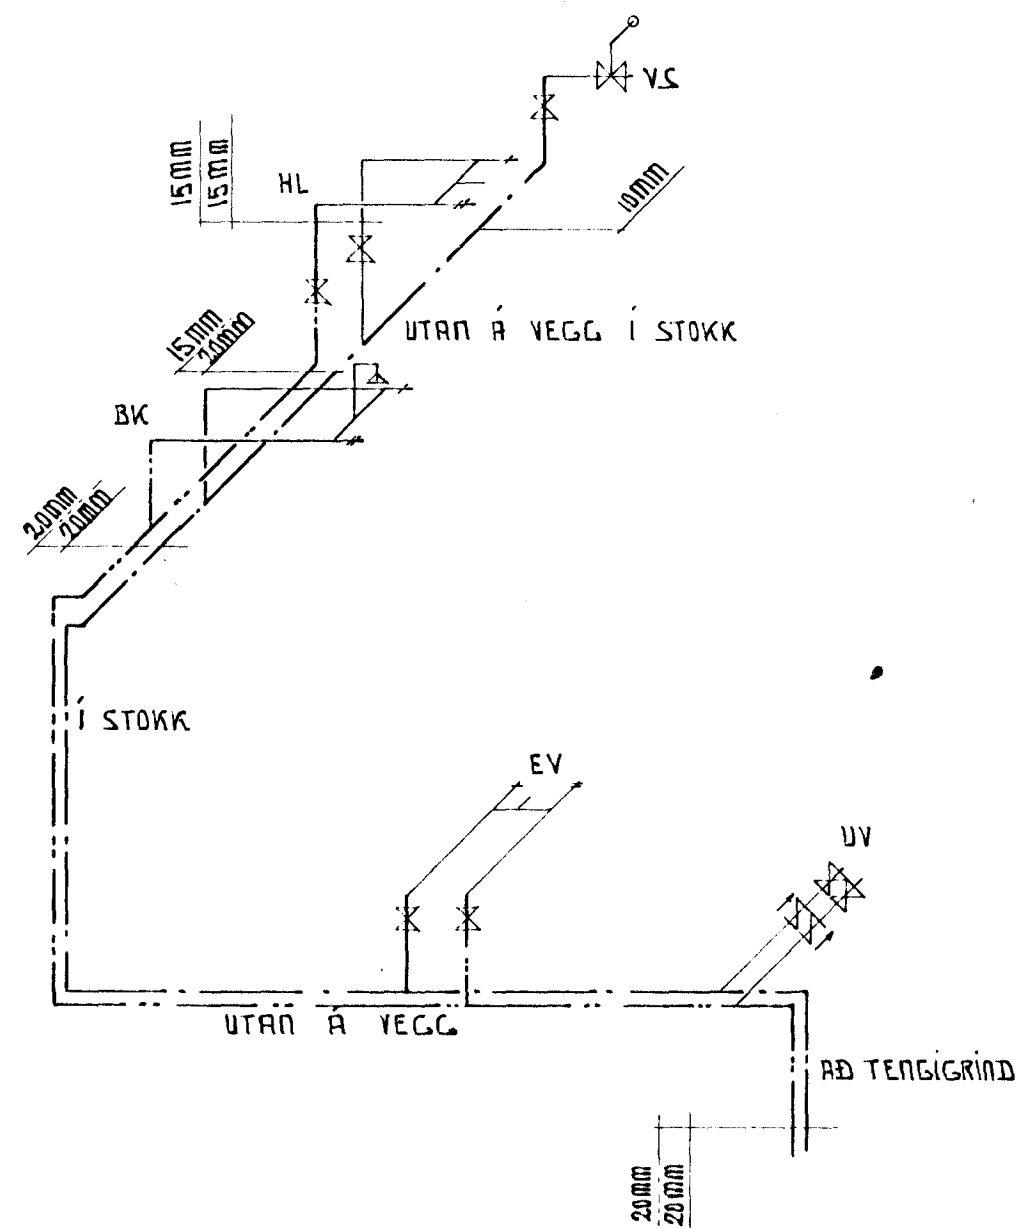 VS
15mm
15mm
HL
10mm
UTAN Á VEGG Í STOKK
15mm
20mm
BK
20mm
20mm
Í STOKK
EV
UV
UTAN Á VEGG
AÐ TENGIGRIND
20mm
20mm